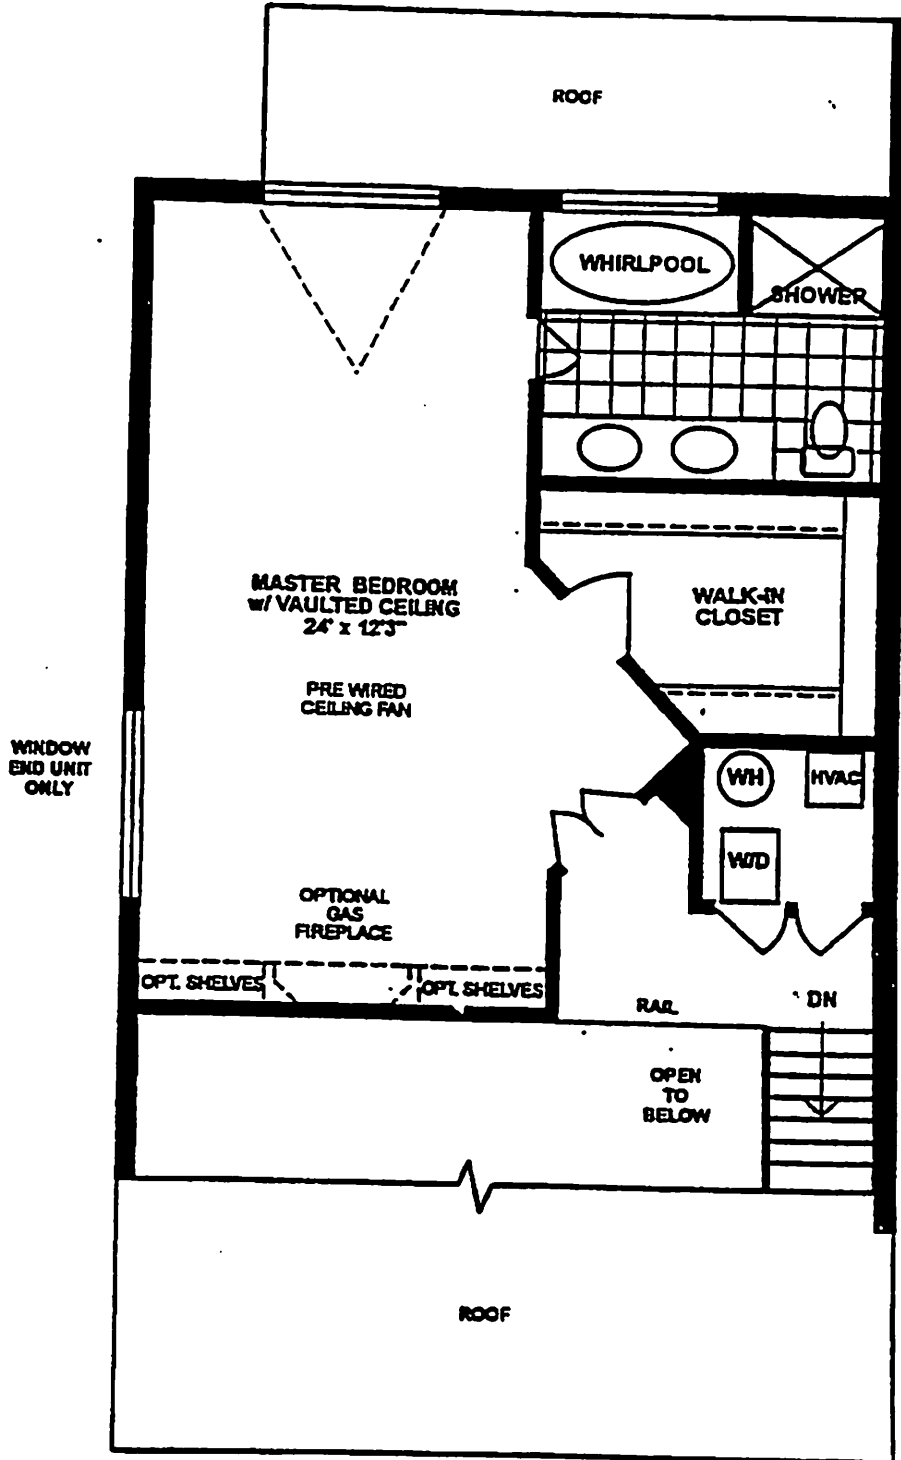 ROOF
WHIRLPOOL
SHOWER
MASTER BEDROOM
w/ VAULTED CEILING
24' x 12'3"
WALK-IN
CLOSET
PRE WIRED
CEILING FAN
WINDOW
END UNIT
ONLY
WH
HVAC
W/D
OPTIONAL
GAS
FIREPLACE
OPT. SHELVES
OPT. SHELVES
RAIL
DN
OPEN
TO
BELOW
ROOF